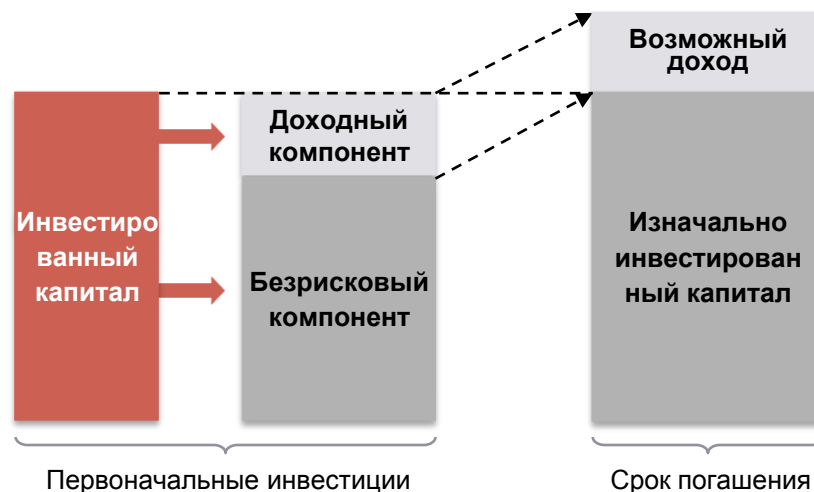 Инвестиро
ванный
капитал
Доходный
компонент
Безрисковый
компонент
Возможный
доход
Изначально
инвестирован
ный капитал
Первоначальные инвестиции
Срок погашения